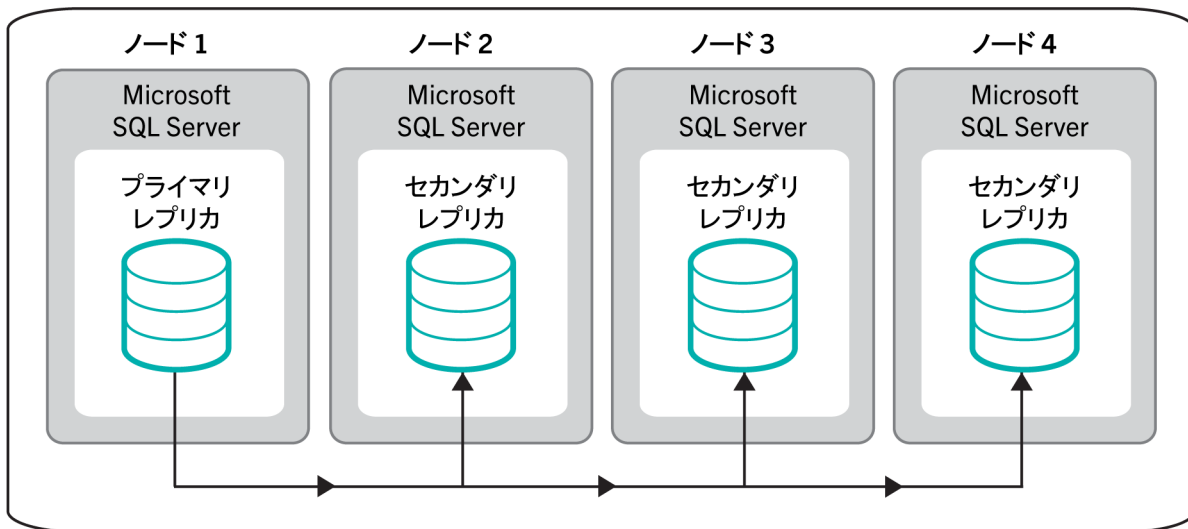 ノード 1
Microsoft
SQL Server
プライマリ
レプリカ
ノード 2
Microsoft
SQL Server
セカンダリ
レプリカ
ノード 3
Microsoft
SQL Server
セカンダリ
レプリカ
ノード 4
Microsoft
SQL Server
セカンダリ
レプリカ